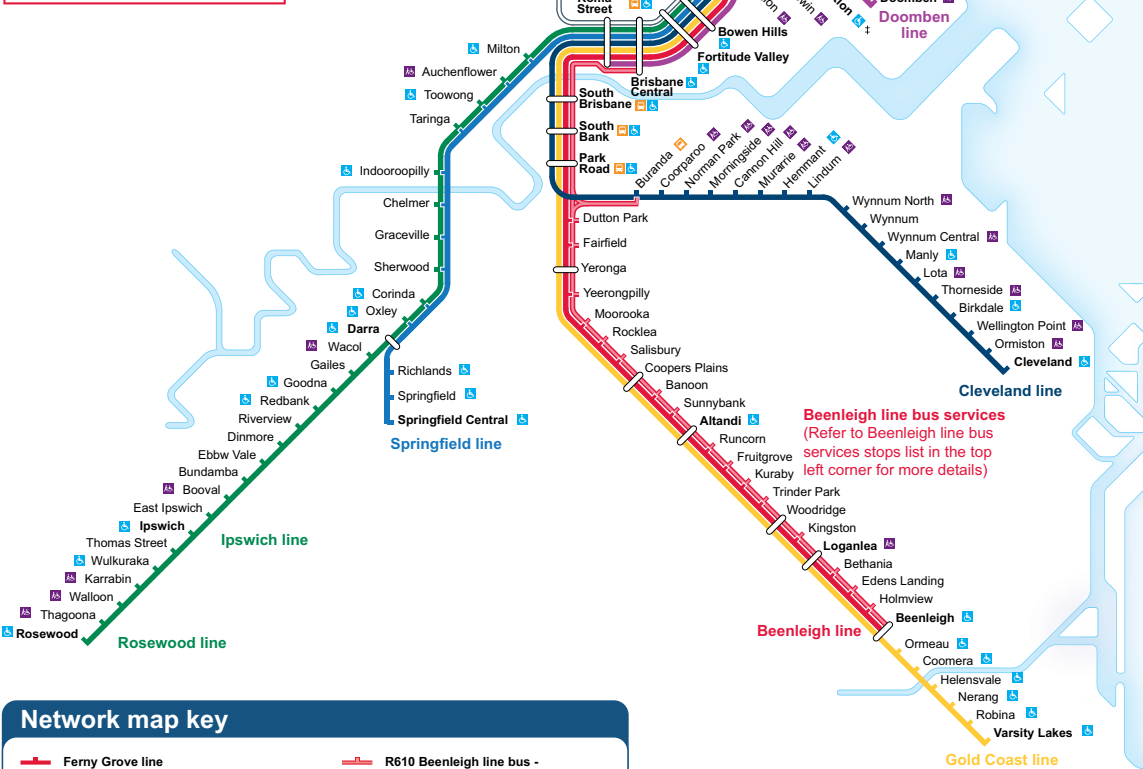 Street
Doomben
line
Bowen Hills
Fortitude Valley
Brisbane
Central
Milton
Auchenflower
Toowong
Taringa
Indooroopilly
Chelmer
Graceville
Sherwood
Corinda
Oxley
Darra
Wacol
Gailes
Goodna
Redbank
Riverview
Dinmore
Ebbw Vale
Bundamba
Booval
East Ipswich
Ipswich
Thomas Street
Wulkuraka
Karrabin
Walloon
Thagoona
Rosewood
Rosewood line
Ipswich line
Richlands
Springfield
Springfield Central
Springfield line
South
Brisbane
South
Bank
Park
Road
Buranda
Coorparoo
Norman Park
Morningside
Cannon Hill
Murarrie
Hemmant
Lindum
Wynnum North
Wynnum
Wynnum Central
Manly
Lota
Thorneside
Birkdale
Wellington Point
Ormiston
Cleveland
Cleveland line
Dutton Park
Fairfield
Yeronga
Yeerongpilly
Moorooka
Rocklea
Salisbury
Coopers Plains
Banoon
Sunnybank
Altandi
Runcorn
Fruitgrove
Kuraby
Trinder Park
Woodridge
Kingston
Loganlea
Bethania
Edens Landing
Holmview
Beenleigh
Beenleigh line
Beenleigh line bus services
(Refer to Beenleigh line bus
services stops list in the top
left corner for more details)
Ormeau
Coomera
Helensvale
Nerang
Robina
Varsity Lakes
Gold Coast line
Network map key
Ferny Grove line
R610 Beenleigh line bus -